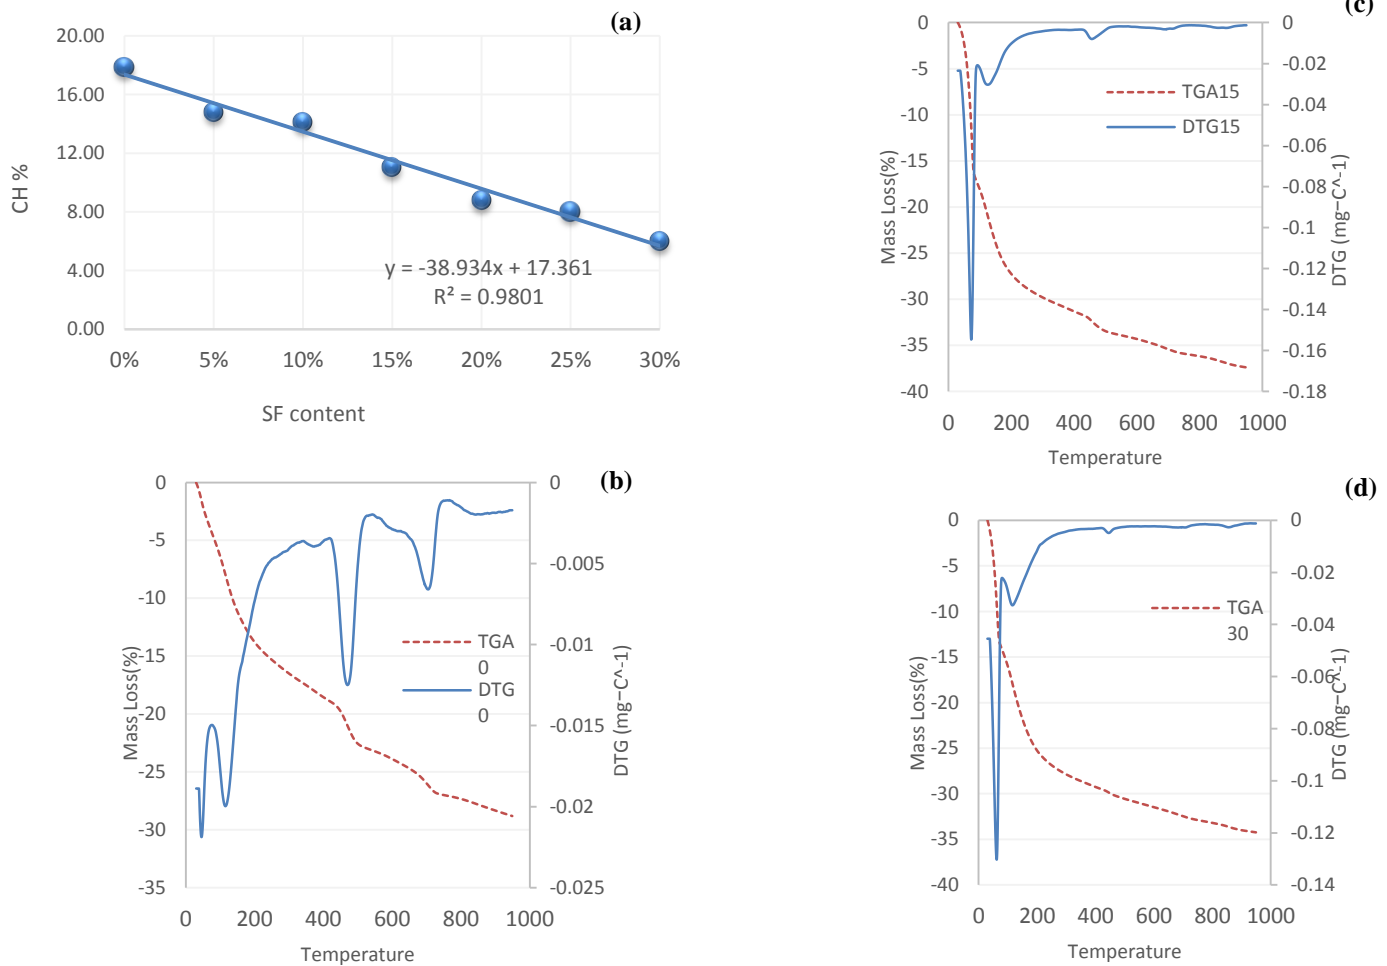 (a)
20.00
16.00
12.00
8.00
4.00
0.00
CH %
y = -38.934x + 17.361
R² = 0.9801
0% 5% 10% 15% 20% 25% 30%
SF content
(b)
0
-5
-10
-15
-20
-25
-30
-35
Mass Loss(%)
TGA
0
DTG
0
0
-0.005
-0.01
-0.015
-0.02
-0.025
DTG (mg−C^-1)
0 200 400 600 800 1000
Temperature
(c)
0
-5
-10
-15
-20
-25
-30
-35
-40
Mass Loss(%)
TGA15
DTG15
0
-0.02
-0.04
-0.06
-0.08
-0.1
-0.12
-0.14
-0.16
-0.18
DTG (mg−C^-1)
0 200 400 600 800 1000
Temperature
(d)
0
-5
-10
-15
-20
-25
-30
-35
-40
Mass Loss(%)
TGA
30
0
-0.02
-0.04
-0.06
-0.08
-0.1
-0.12
-0.14
DTG (mg−C^-1)
0 200 400 600 800 1000
Temperature